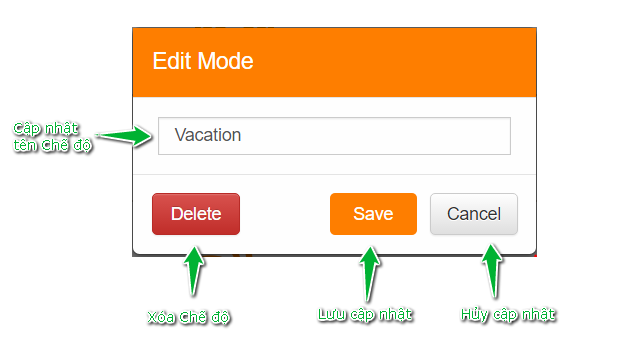 Edit Mode
Cập nhật
tên Chế độ
Vacation
Delete
Save
Cancel
Xóa Chế độ
Lưu cập nhật
Hủy cập nhật